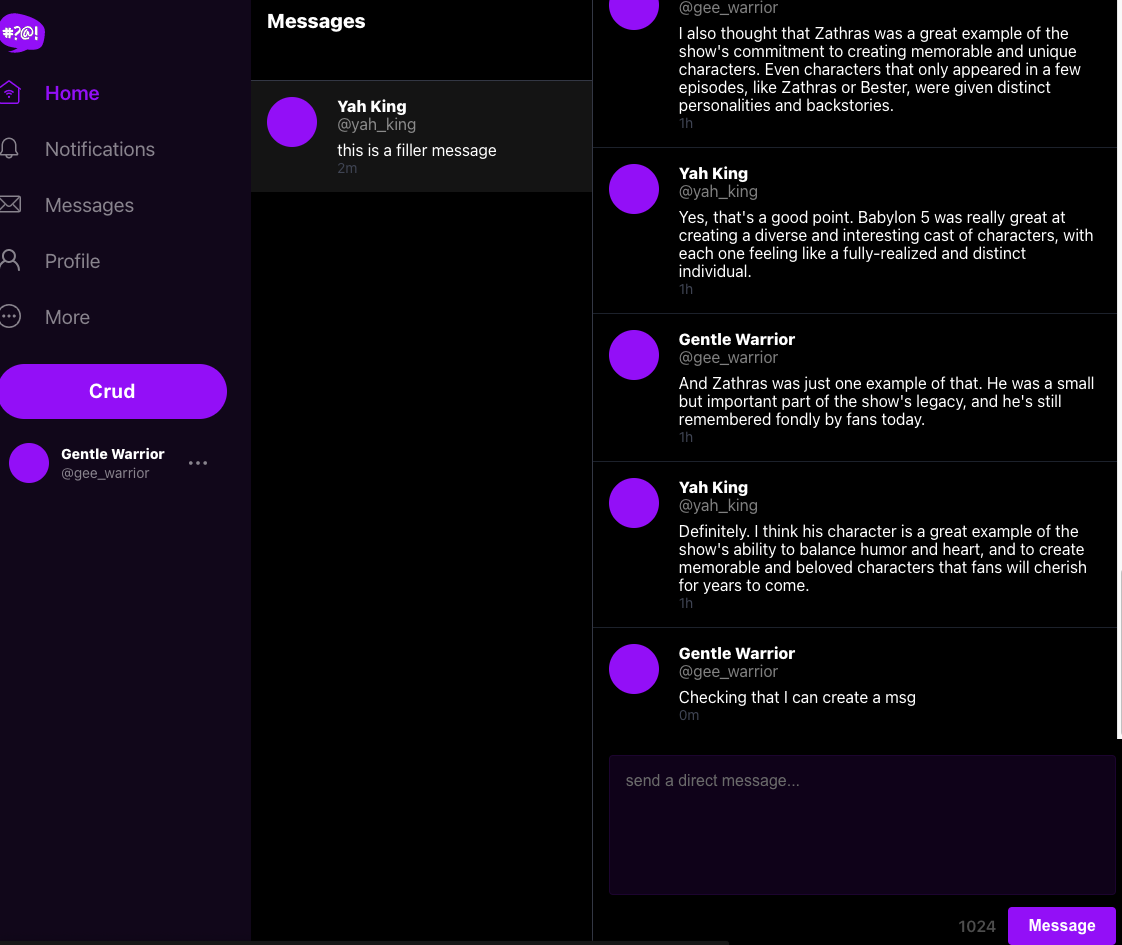 #?@!
Home
Notifications
Messages
Profile
More
Crud
Gentle Warrior
@gee_warrior
Messages
Yah King
@yah_king
this is a filler message
2m
@gee_warrior
I also thought that Zathras was a great example of the
show's commitment to creating memorable and unique
characters. Even characters that only appeared in a few
episodes, like Zathras or Bester, were given distinct
personalities and backstories.
1h
Yah King
@yah_king
Yes, that's a good point. Babylon 5 was really great at
creating a diverse and interesting cast of characters, with
each one feeling like a fully-realized and distinct
individual.
1h
Gentle Warrior
@gee_warrior
And Zathras was just one example of that. He was a small
but important part of the show's legacy, and he's still
remembered fondly by fans today.
1h
Yah King
@yah_king
Definitely. I think his character is a great example of the
show's ability to balance humor and heart, and to create
memorable and beloved characters that fans will cherish
for years to come.
1h
Gentle Warrior
@gee_warrior
Checking that I can create a msg
0m
send a direct message...
1024
Message